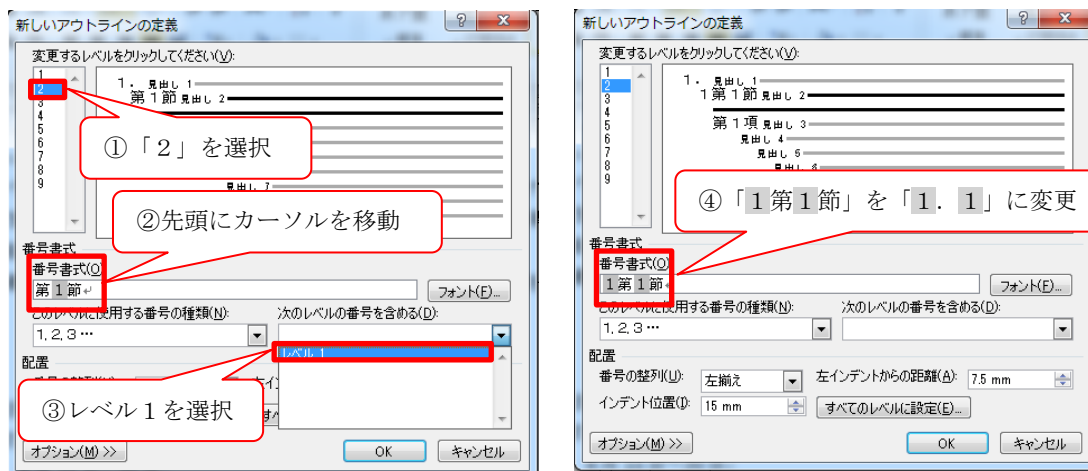 新しいアウトラインの定義
変更するレベルをクリックしてください(V):
1
2
3
4
5
6
7
8
9
1. 見出し 1
第1節 見出し 2
①「2」を選択
見出し 7
②先頭にカーソルを移動
番号書式
番号書式(O)
第 1 節↵
フォント(F)...
このレベルに使用する番号の種類(N):
次のレベルの番号を含める(D):
1, 2, 3 …
レベル 1
配置
③レベル1を選択
オプション(M) >>
OK
キャンセル
新しいアウトラインの定義
変更するレベルをクリックしてください(V):
1
2
3
4
5
6
7
8
9
1. 見出し 1
1第1節 見出し 2
第1項 見出し 3
見出し 4
見出し 5
見出し 6
④「1第1節」を「1．1」に変更
番号書式
番号書式(O)
1第1節↵
フォント(F)...
このレベルに使用する番号の種類(N):
次のレベルの番号を含める(D):
1, 2, 3 …
配置
番号の整列(U):
左揃え
左インデントからの距離(A):
7.5 mm
インデント位置(I):
15 mm
すべてのレベルに設定(E)...
オプション(M) >>
OK
キャンセル